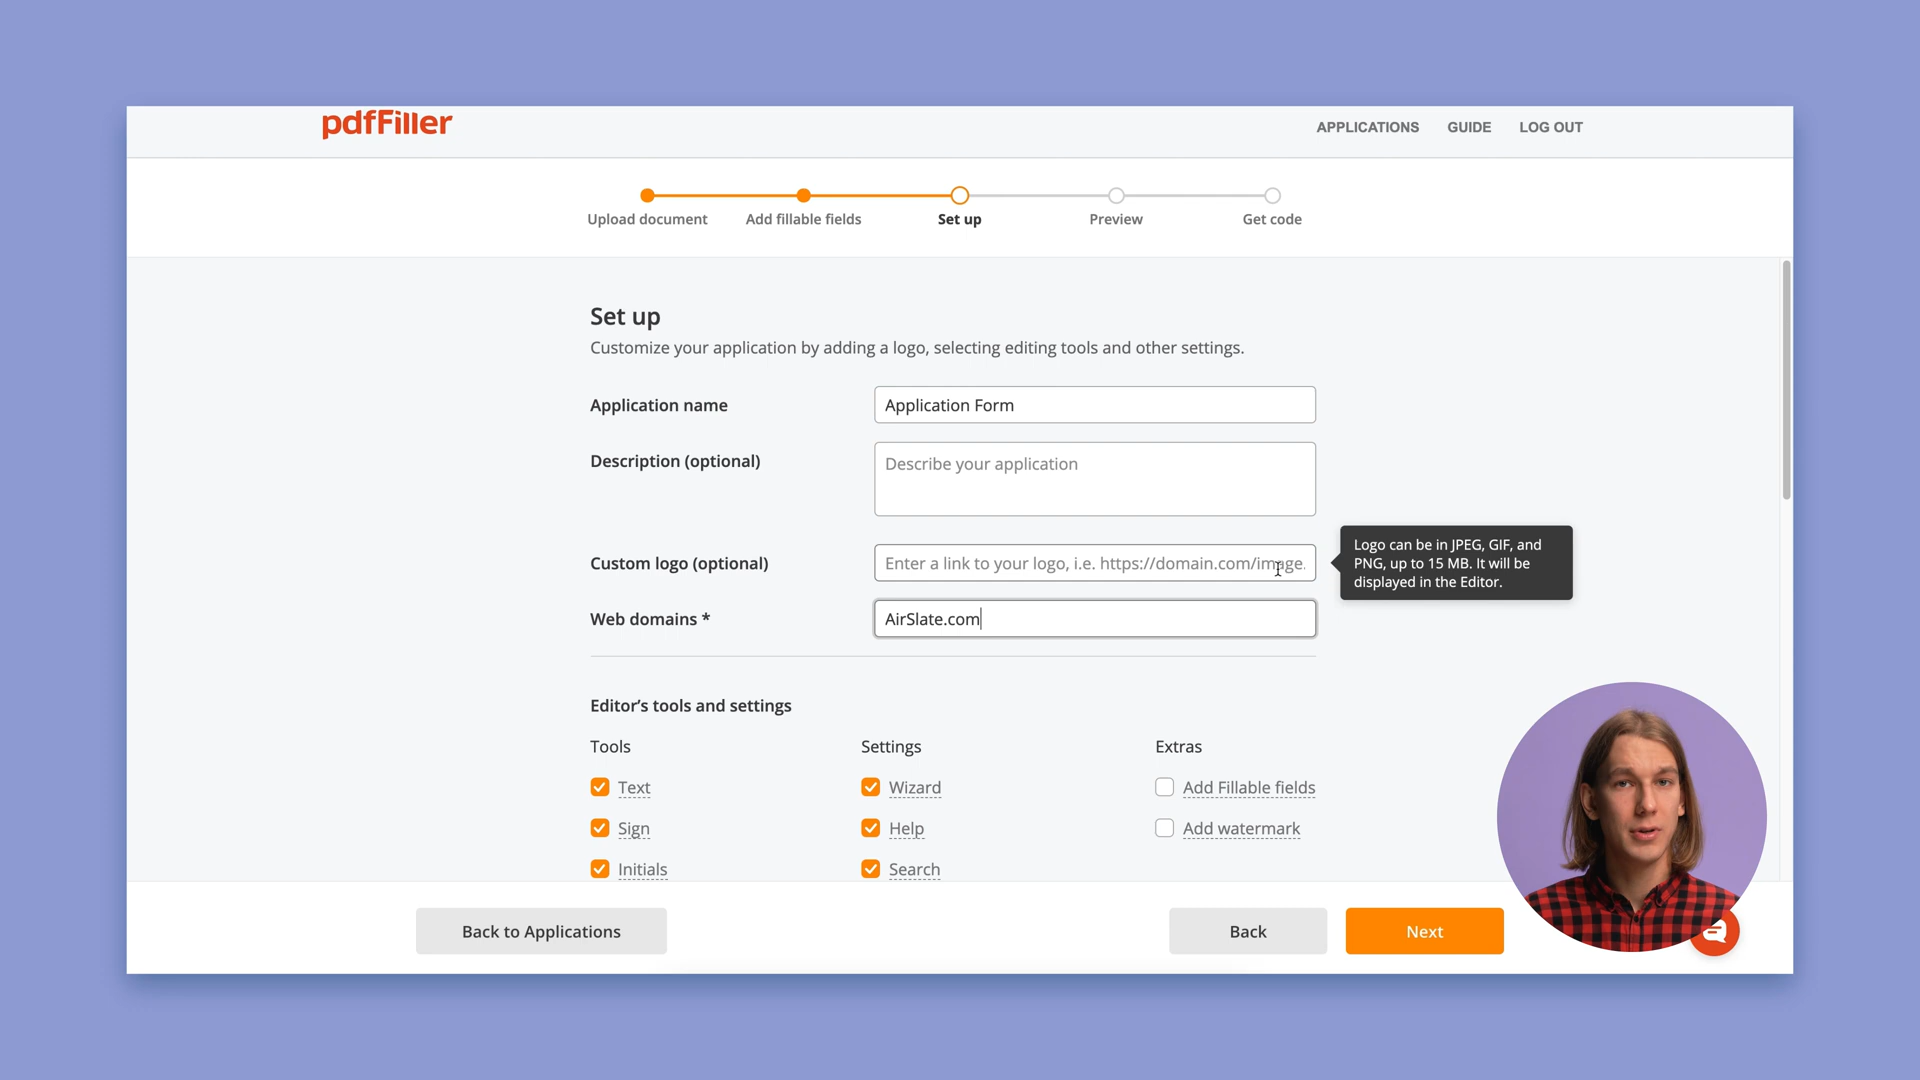 pdfFiller
APPLICATIONS GUIDE LOG OUT
Upload document Add fillable fields Set up Preview Get code
Set up
Customize your application by adding a logo, selecting editing tools and other settings.
Application name Application Form
Description (optional) Describe your application
Custom logo (optional) Enter a link to your logo, i.e. https://domain.com/image.
Logo can be in JPEG, GIF, and
PNG, up to 15 MB. It will be
displayed in the Editor.
Web domains * AirSlate.com
Editor's tools and settings
Tools Settings Extras
Text Wizard Add Fillable fields
Sign Help Add watermark
Initials Search
Back to Applications Back Next